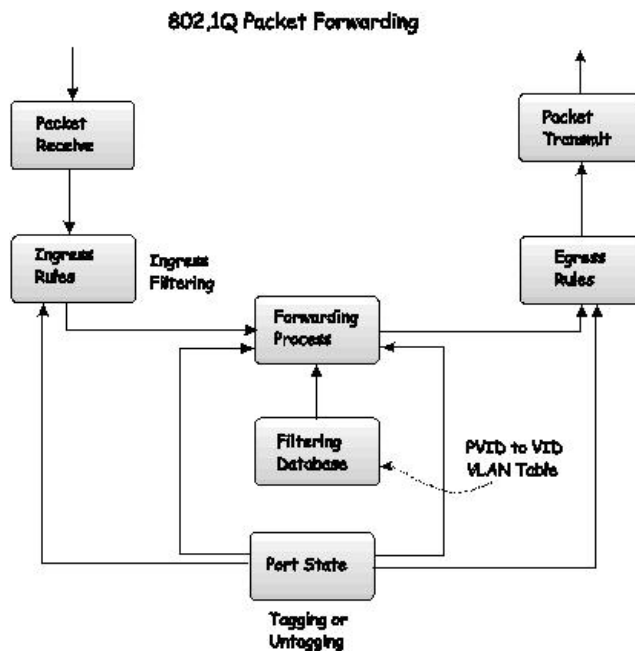 802,1Q Packet Forwarding
Packet
Receive
Packet
Transmit
Ingress
Rules
Ingress
Filtering
Egress
Rules
Forwarding
Process
Filtering
Database
PVID to VID
VLAN Table
Port State
Tagging or
Untagging